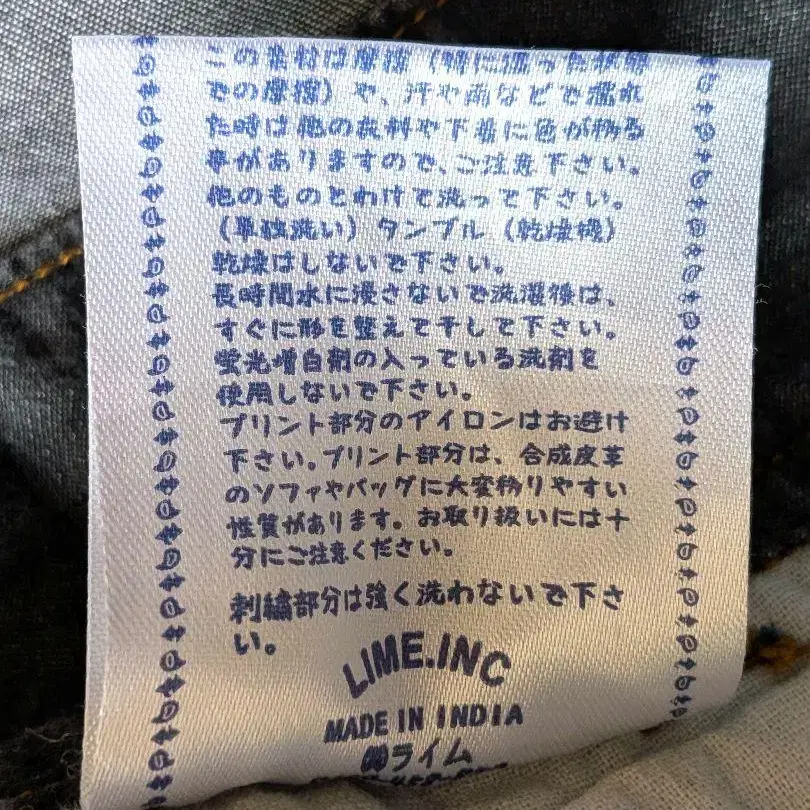 この素材は摩擦（特に湿った状態
での摩擦）や、汗や雨などで濡れ
た時は他の衣料や下着に色が移る
事がありますので、ご注意下さい。
他のものとわけて洗って下さい。
（単独洗い）タンブル（乾燥機）
乾燥はしないで下さい。
長時間水に浸さないで洗濯後は、
すぐに形を整えて干して下さい。
蛍光増白剤の入っている洗剤を
使用しないで下さい。
プリント部分のアイロンはお避け
下さい。プリント部分は、合成皮革
のソファやバッグに大変移りやすい
性質があります。お取り扱いには十
分にご注意ください。
刺繍部分は強く洗わないで下さ
い。
LIME.INC
MADE IN INDIA
㈱ライム